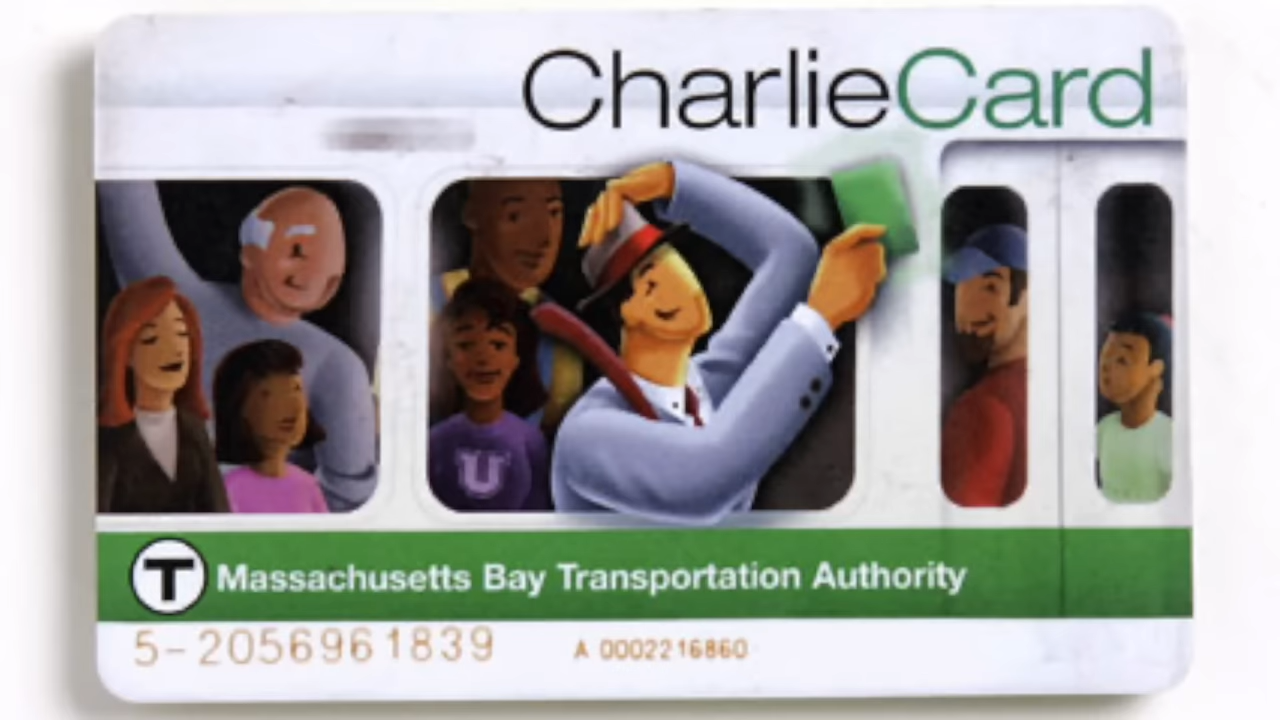 CharlieCard
U
T Massachusetts Bay Transportation Authority
5-2056961839 A 0002216860